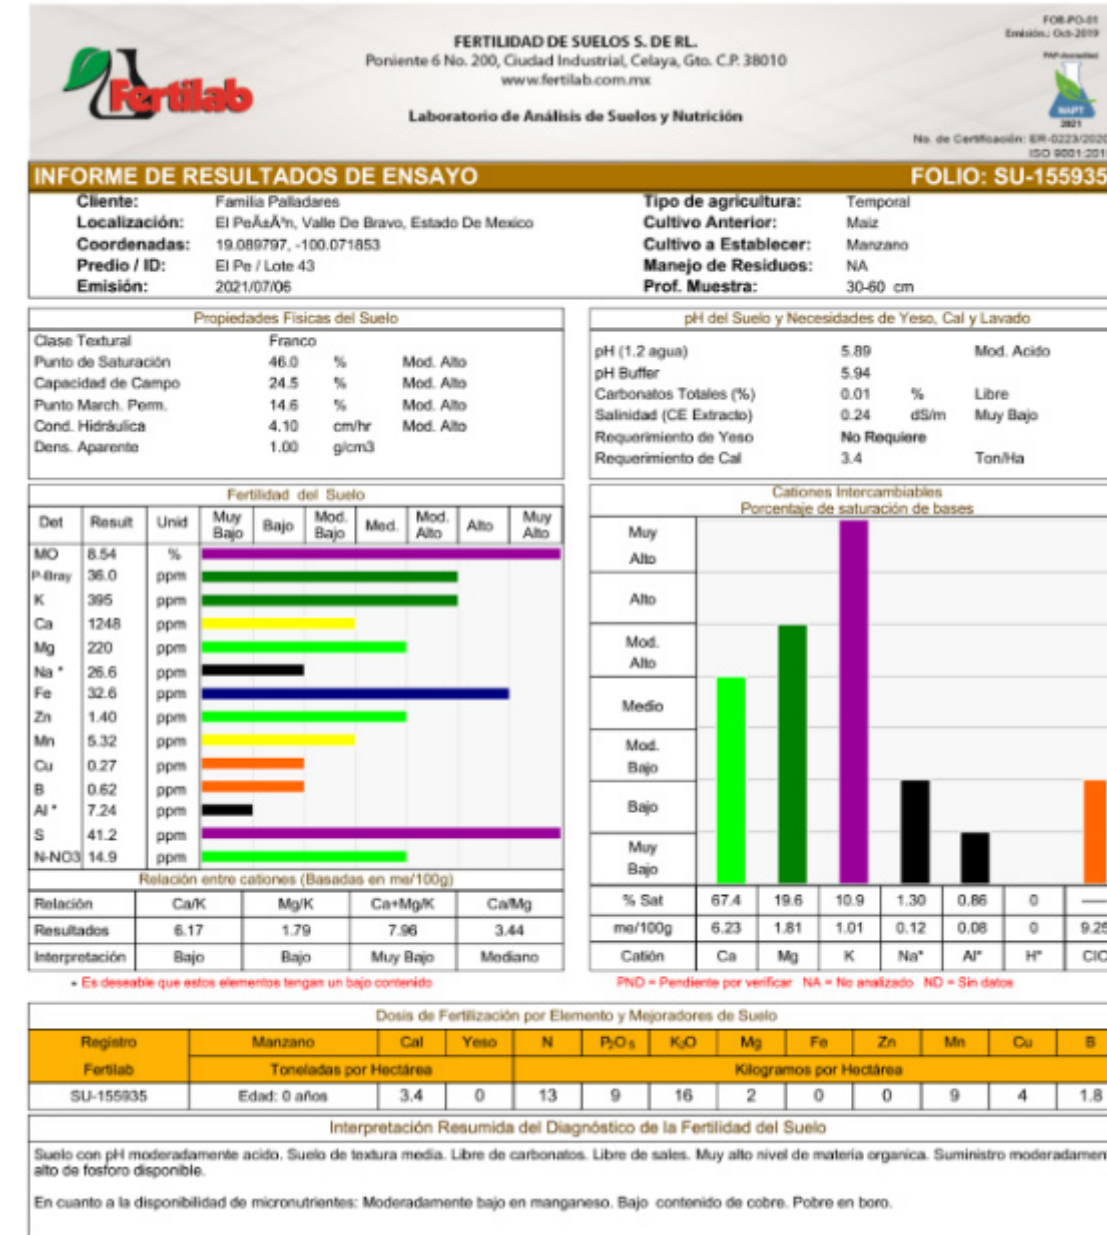 FOR-PO-01
Emisión.: Oct-2019
FERTILIDAD DE SUELOS S. DE RL.
Poniente 6 No. 200, Ciudad Industrial, Celaya, Gto. C.P. 38010
www.fertilab.com.mx
Laboratorio de Análisis de Suelos y Nutrición
Fertilab
PAP-Accredited
NAPT
2021
No. de Certificación: ER-0223/2020
ISO 9001:201
INFORME DE RESULTADOS DE ENSAYO FOLIO: SU-155935
Cliente: Familia Palladares Tipo de agricultura: Temporal
Localización: El PeÃ±Ã³n, Valle De Bravo, Estado De Mexico Cultivo Anterior: Maiz
Coordenadas: 19.089797, -100.071853 Cultivo a Establecer: Manzano
Predio / ID: El Pe / Lote 43 Manejo de Residuos: NA
Emisión: 2021/07/06 Prof. Muestra: 30-60 cm
Propiedades Físicas del Suelo
Clase Textural Franco
Punto de Saturación 46.0 % Mod. Alto
Capacidad de Campo 24.5 % Mod. Alto
Punto March. Perm. 14.6 % Mod. Alto
Cond. Hidráulica 4.10 cm/hr Mod. Alto
Dens. Aparente 1.00 g/cm3
pH del Suelo y Necesidades de Yeso, Cal y Lavado
pH (1.2 agua) 5.89 Mod. Acido
pH Buffer 5.94
Carbonatos Totales (%) 0.01 % Libre
Salinidad (CE Extracto) 0.24 dS/m Muy Bajo
Requerimiento de Yeso No Requiere
Requerimiento de Cal 3.4 Ton/Ha
Fertilidad del Suelo
Det Result Unid Muy Bajo Bajo Mod. Bajo Med. Mod. Alto Alto Muy Alto
MO 8.54 %
P-Bray 36.0 ppm
K 395 ppm
Ca 1248 ppm
Mg 220 ppm
Na * 26.6 ppm
Fe 32.6 ppm
Zn 1.40 ppm
Mn 5.32 ppm
Cu 0.27 ppm
B 0.62 ppm
Al * 7.24 ppm
S 41.2 ppm
N-NO3 14.9 ppm
Relación entre cationes (Basadas en me/100g)
Relación Ca/K Mg/K Ca+Mg/K Ca/Mg
Resultados 6.17 1.79 7.96 3.44
Interpretación Bajo Bajo Muy Bajo Mediano
* Es deseable que estos elementos tengan un bajo contenido
Cationes Intercambiables
Porcentaje de saturación de bases
Muy
Alto
Alto
Mod.
Alto
Medio
Mod.
Bajo
Bajo
Muy
Bajo
% Sat 67.4 19.6 10.9 1.30 0.86 0 —
me/100g 6.23 1.81 1.01 0.12 0.08 0 9.25
Catión Ca Mg K Na* Al* H* CIC
PND = Pendiente por verificar NA = No analizado ND = Sin datos
Dosis de Fertilización por Elemento y Mejoradores de Suelo
Registro Manzano Cal Yeso N P₂O₅ K₂O Mg Fe Zn Mn Cu B
Fertilab Toneladas por Hectárea Kilogramos por Hectárea
SU-155935 Edad: 0 años 3.4 0 13 9 16 2 0 0 9 4 1.8
Interpretación Resumida del Diagnóstico de la Fertilidad del Suelo
Suelo con pH moderadamente acido. Suelo de textura media. Libre de carbonatos. Libre de sales. Muy alto nivel de materia organica. Suministro moderadamen
alto de fosforo disponible.
En cuanto a la disponibilidad de micronutrientes: Moderadamente bajo en manganeso. Bajo contenido de cobre. Pobre en boro.